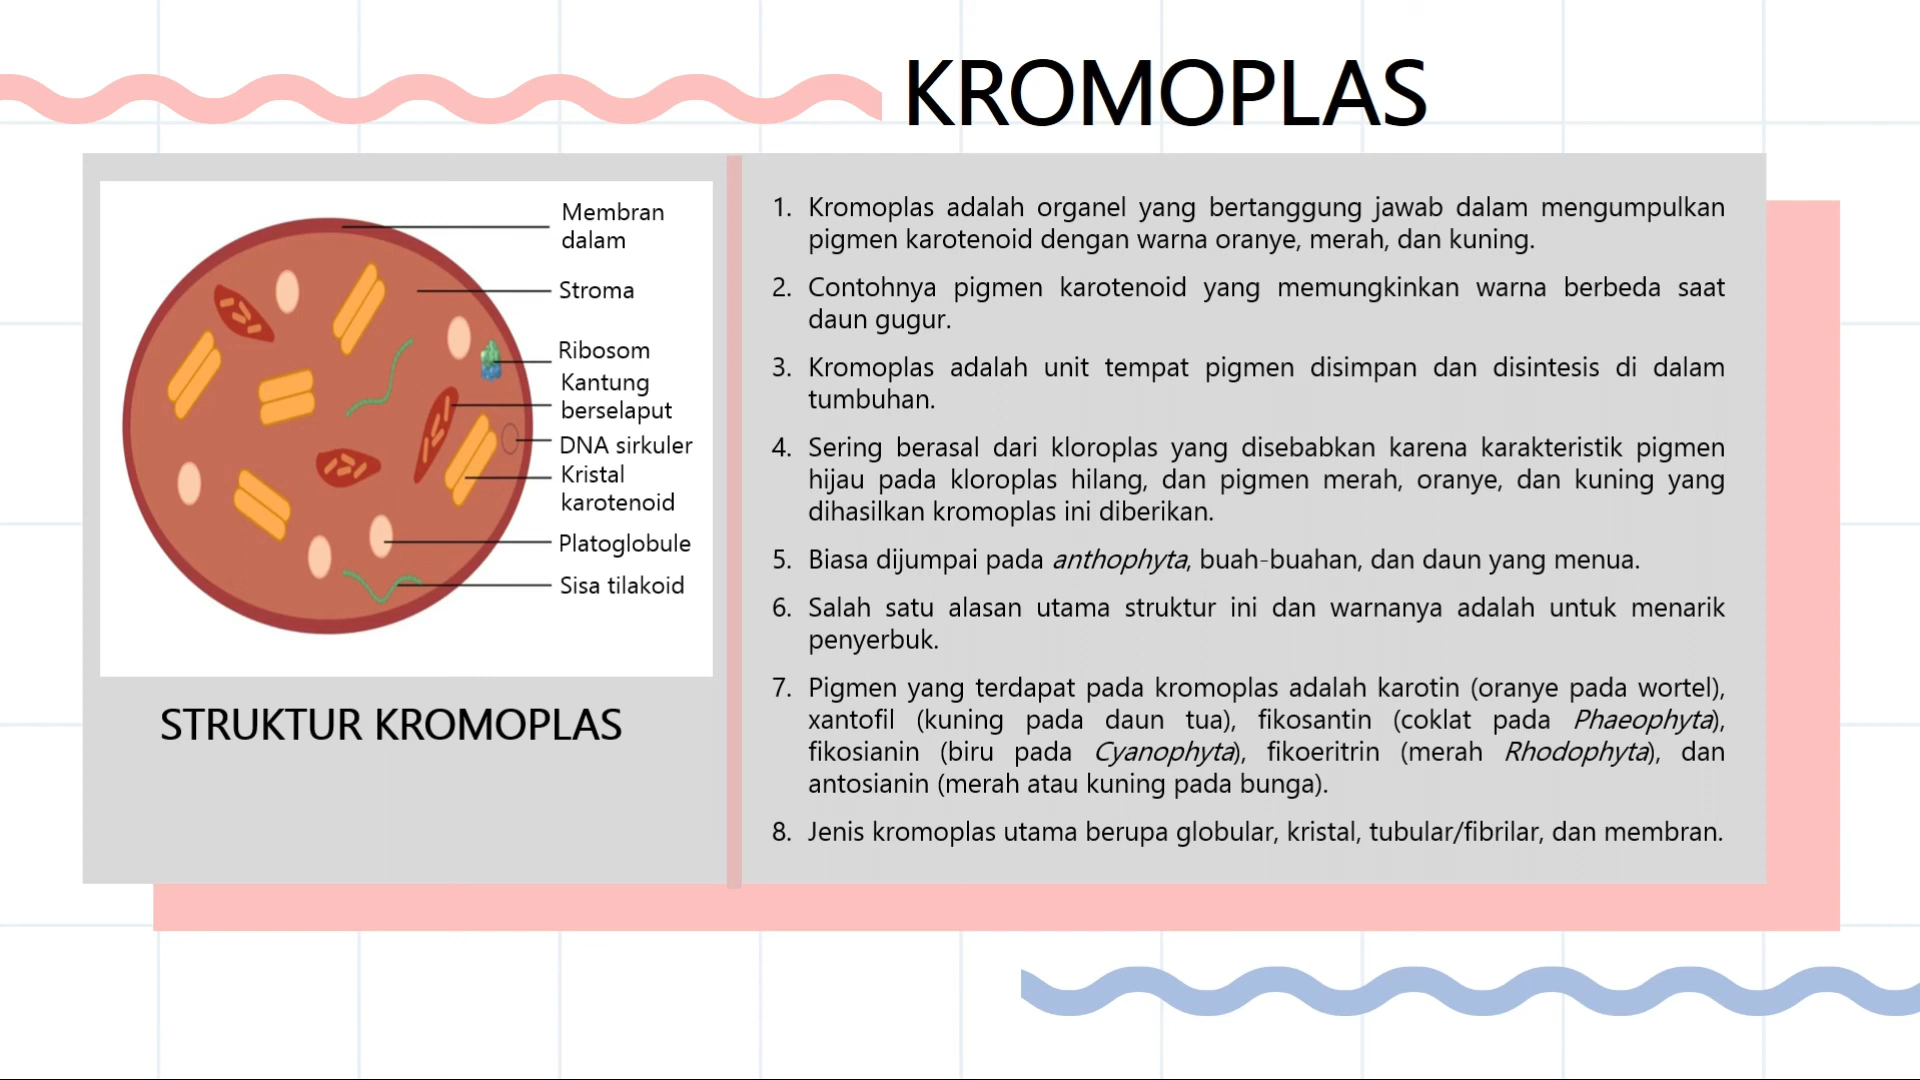 KROMOPLAS
Membran
dalam
Stroma
Ribosom
Kantung
berselaput
DNA sirkuler
Kristal
karotenoid
Platoglobule
Sisa tilakoid
STRUKTUR KROMOPLAS
1. Kromoplas adalah organel yang bertanggung jawab dalam mengumpulkan
pigmen karotenoid dengan warna oranye, merah, dan kuning.
2. Contohnya pigmen karotenoid yang memungkinkan warna berbeda saat
daun gugur.
3. Kromoplas adalah unit tempat pigmen disimpan dan disintesis di dalam
tumbuhan.
4. Sering berasal dari kloroplas yang disebabkan karena karakteristik pigmen
hijau pada kloroplas hilang, dan pigmen merah, oranye, dan kuning yang
dihasilkan kromoplas ini diberikan.
5. Biasa dijumpai pada anthophyta, buah-buahan, dan daun yang menua.
6. Salah satu alasan utama struktur ini dan warnanya adalah untuk menarik
penyerbuk.
7. Pigmen yang terdapat pada kromoplas adalah karotin (oranye pada wortel),
xantofil (kuning pada daun tua), fikosantin (coklat pada Phaeophyta),
fikosianin (biru pada Cyanophyta), fikoeritrin (merah Rhodophyta), dan
antosianin (merah atau kuning pada bunga).
8. Jenis kromoplas utama berupa globular, kristal, tubular/fibrilar, dan membran.